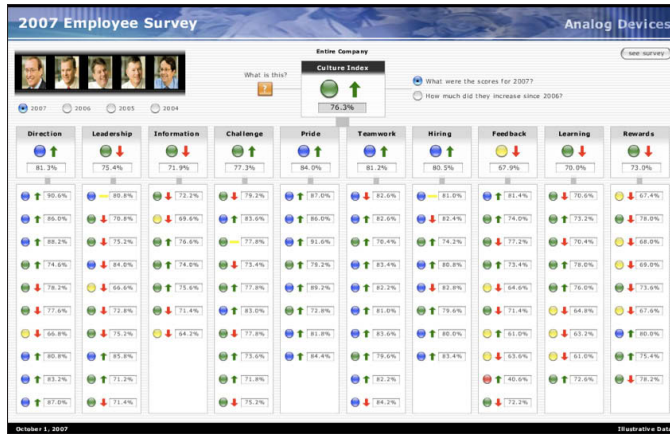 2007 Employee Survey
Analog Devices
see survey
Entire Company
Culture Index
76.3%
What is this?
?
What were the scores for 2007?
How much did they increase since 2006?
2007 2006 2005 2004
Direction Leadership Information Challenge Pride Teamwork Hiring Feedback Learning Rewards
81.3% 75.4% 71.9% 77.3% 84.0% 81.2% 80.5% 67.9% 70.0% 73.0%
90.6% 80.8% 72.2% 79.2% 87.0% 82.6% 81.0% 81.4% 70.6% 67.4%
86.0% 70.8% 69.6% 83.6% 86.0% 82.6% 82.4% 74.0% 73.2% 78.0%
88.2% 75.2% 76.6% 77.8% 91.6% 70.4% 74.2% 77.2% 70.4% 68.0%
74.6% 84.0% 74.0% 73.4% 79.2% 83.4% 80.8% 73.4% 78.0% 69.0%
78.2% 66.6% 75.6% 77.8% 89.2% 82.2% 82.8% 64.6% 76.0% 73.6%
77.6% 72.8% 71.4% 83.0% 72.8% 81.0% 79.6% 71.4% 64.8% 67.6%
66.8% 75.2% 64.2% 77.8% 81.8% 83.6% 80.0% 61.0% 63.2% 80.8%
80.8% 85.8% 73.6% 84.4% 79.6% 83.4% 63.6% 61.0% 75.4%
83.2% 71.2% 71.8% 82.2% 40.6% 72.6% 78.2%
87.0% 71.4% 75.2% 84.2% 72.2%
October 1, 2007
Illustrative Data